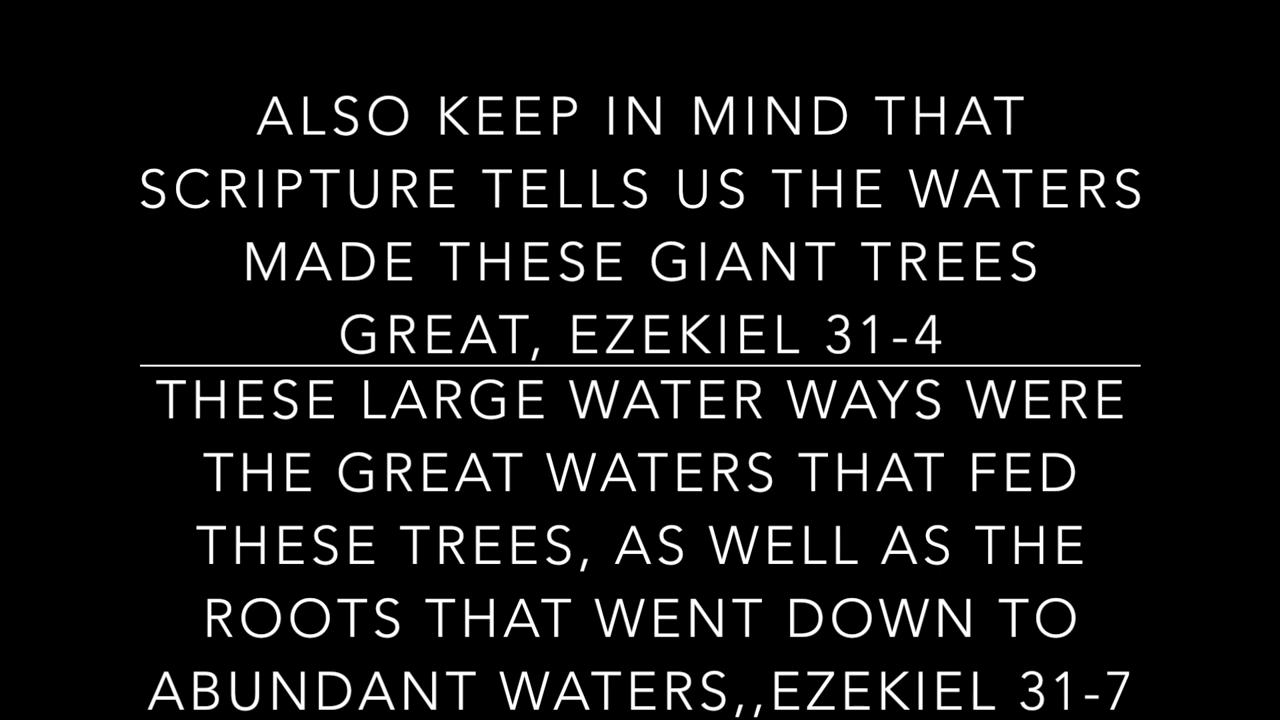 ALSO KEEP IN MIND THAT
SCRIPTURE TELLS US THE WATERS
MADE THESE GIANT TREES
GREAT, EZEKIEL 31-4
THESE LARGE WATER WAYS WERE
THE GREAT WATERS THAT FED
THESE TREES, AS WELL AS THE
ROOTS THAT WENT DOWN TO
ABUNDANT WATERS,,EZEKIEL 31-7